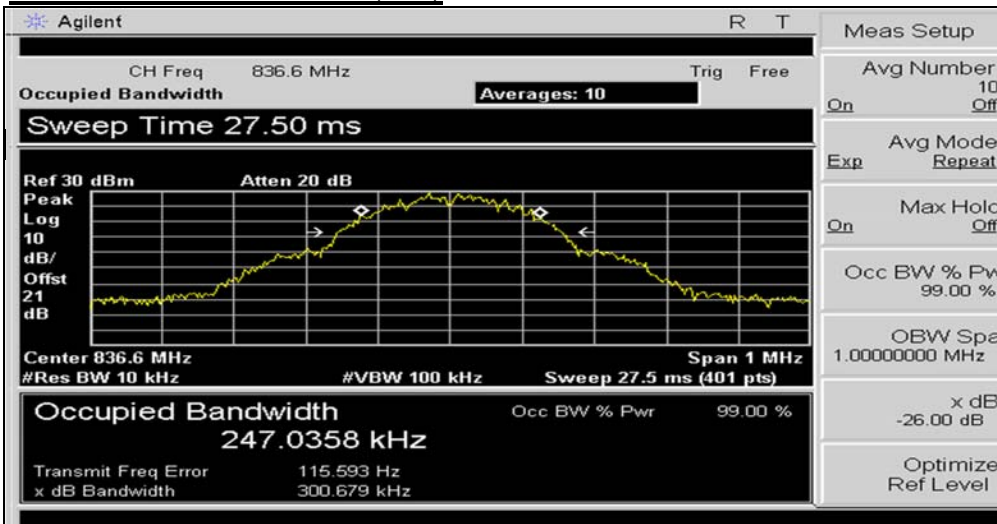 Agilent
R T
CH Freq 836.6 MHz
Trig Free
Occupied Bandwidth
Averages: 10
Sweep Time 27.50 ms
Ref 30 dBm
Atten 20 dB
Peak
Log
10
dB/
Offst
21
dB
Center 836.6 MHz
Span 1 MHz
#Res BW 10 kHz
#VBW 100 kHz
Sweep 27.5 ms (401 pts)
Occupied Bandwidth
247.0358 kHz
Occ BW % Pwr 99.00 %
Transmit Freq Error 115.593 Hz
x dB Bandwidth 300.679 kHz
Meas Setup
Avg Number
10
On Off
Avg Mode
Exp Repeat
Max Hold
On Off
Occ BW % Pw
99.00 %
OBW Spa
1.00000000 MHz
x dB
-26.00 dB
Optimize
Ref Level